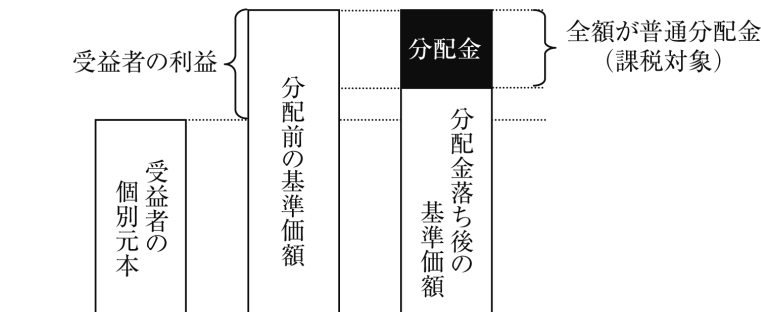 受益者の利益
受益者の
個別元本
分配前の基準価額
分配金
分配金落ち後の
基準価額
全額が普通分配金
（課税対象）